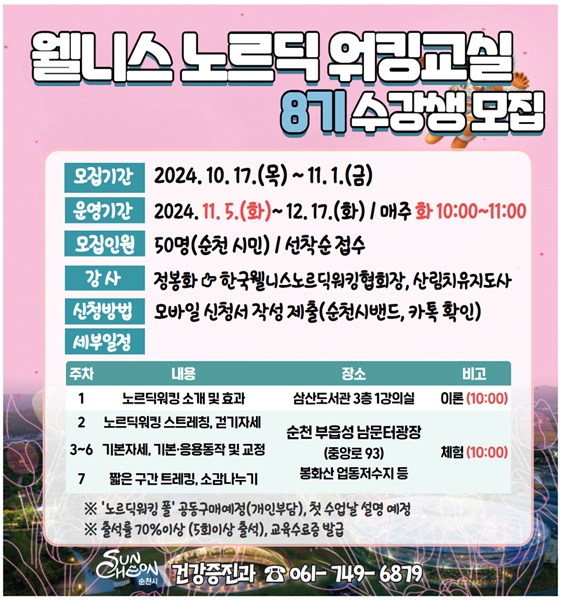 웰니스 노르딕 워킹교실
8기 수강생 모집
모집기간 2024. 10. 17.(목) ~ 11. 1.(금)
운영기간 2024. 11. 5.(화)~ 12. 17.(화) / 매주 화 10:00~11:00
모집인원 50명(순천 시민) / 선착순 접수
강사 정봉화 👉 한국웰니스노르딕워킹협회장, 산림치유지도사
신청방법 모바일 신청서 작성 제출(순천시밴드, 카톡 확인)
세부일정
주차 내용 장소 비고
1 노르딕워킹 소개 및 효과 삼산도서관 3층 1강의실 이론 (10:00)
2 노르딕워킹 스트레칭, 걷기자세
3~6 기본자세, 기본·응용동작 및 교정
7 짧은 구간 트레킹, 소감나누기
순천 부읍성 남문터광장
(중앙로 93)
봉화산 업동저수지 등
체험 (10:00)
※ '노르딕워킹 폴' 공동구매예정(개인부담), 첫 수업날 설명 예정
※ 출석률 70%이상 (5회이상 출석), 교육수료증 발급
SUNCHEON 순천시 건강증진과 ☎ 061- 749- 6879